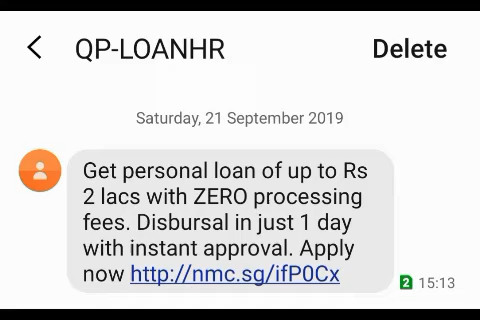 QP-LOANHR
Delete
Saturday, 21 September 2019
Get personal loan of up to Rs
2 lacs with ZERO processing
fees. Disbursal in just 1 day
with instant approval. Apply
now http://nmc.sg/ifP0Cx
2 15:13